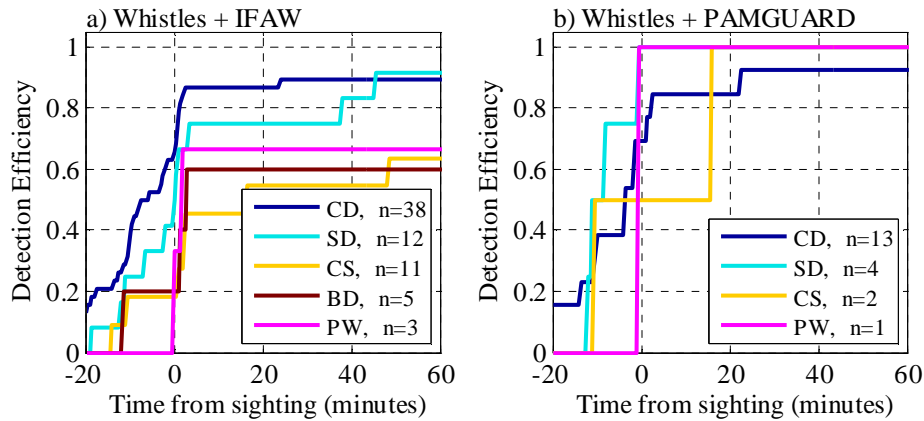 a) Whistles + IFAW
Detection Efficiency
1
0.8
0.6
0.4
0.2
0
-20
0
20
40
60
Time from sighting (minutes)
CD, n=38
SD, n=12
CS, n=11
BD, n=5
PW, n=3
b) Whistles + PAMGUARD
Detection Efficiency
1
0.8
0.6
0.4
0.2
0
-20
0
20
40
60
Time from sighting (minutes)
CD, n=13
SD, n=4
CS, n=2
PW, n=1